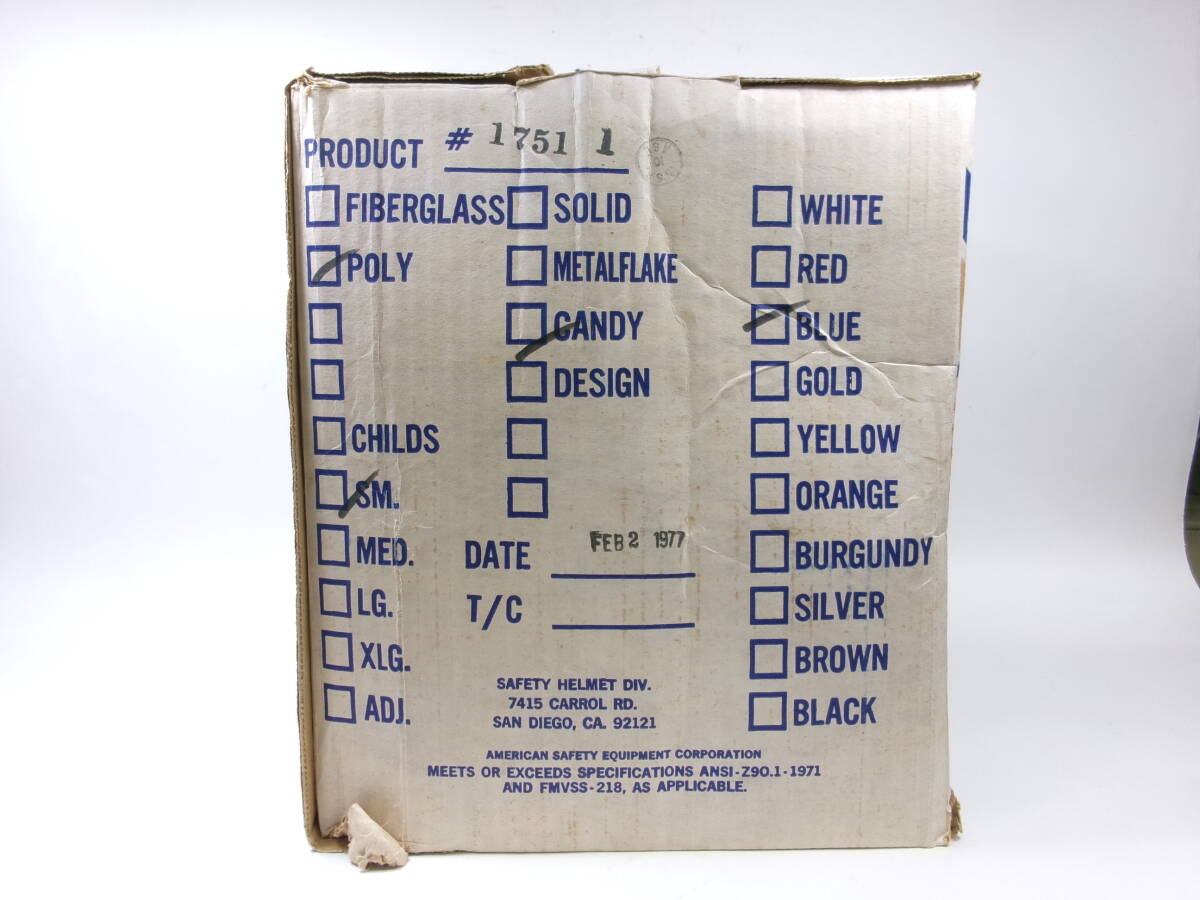 PRODUCT # 1751 1
FIBERGLASS SOLID WHITE
POLY METALFLAKE RED
CANDY BLUE
DESIGN GOLD
CHILDS YELLOW
SM. ORANGE
MED. DATE FEB 2 1977 BURGUNDY
LG. T/C SILVER
XLG. BROWN
ADJ. BLACK
SAFETY HELMET DIV.
7415 CARROL RD.
SAN DIEGO, CA. 92121
AMERICAN SAFETY EQUIPMENT CORPORATION
MEETS OR EXCEEDS SPECIFICATIONS ANSI-Z90.1-1971
AND FMVSS-218, AS APPLICABLE.